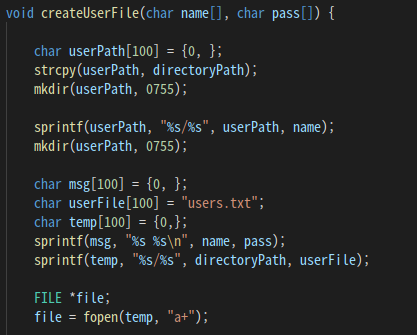 void createUserFile(char name[], char pass[]) {
char userPath[100] = {0, };
strcpy(userPath, directoryPath);
mkdir(userPath, 0755);
sprintf(userPath, "%s/%s", userPath, name);
mkdir(userPath, 0755);
char msg[100] = {0, };
char userFile[100] = "users.txt";
char temp[100] = {0,};
sprintf(msg, "%s %s\n", name, pass);
sprintf(temp, "%s/%s", directoryPath, userFile);
FILE *file;
file = fopen(temp, "a+");